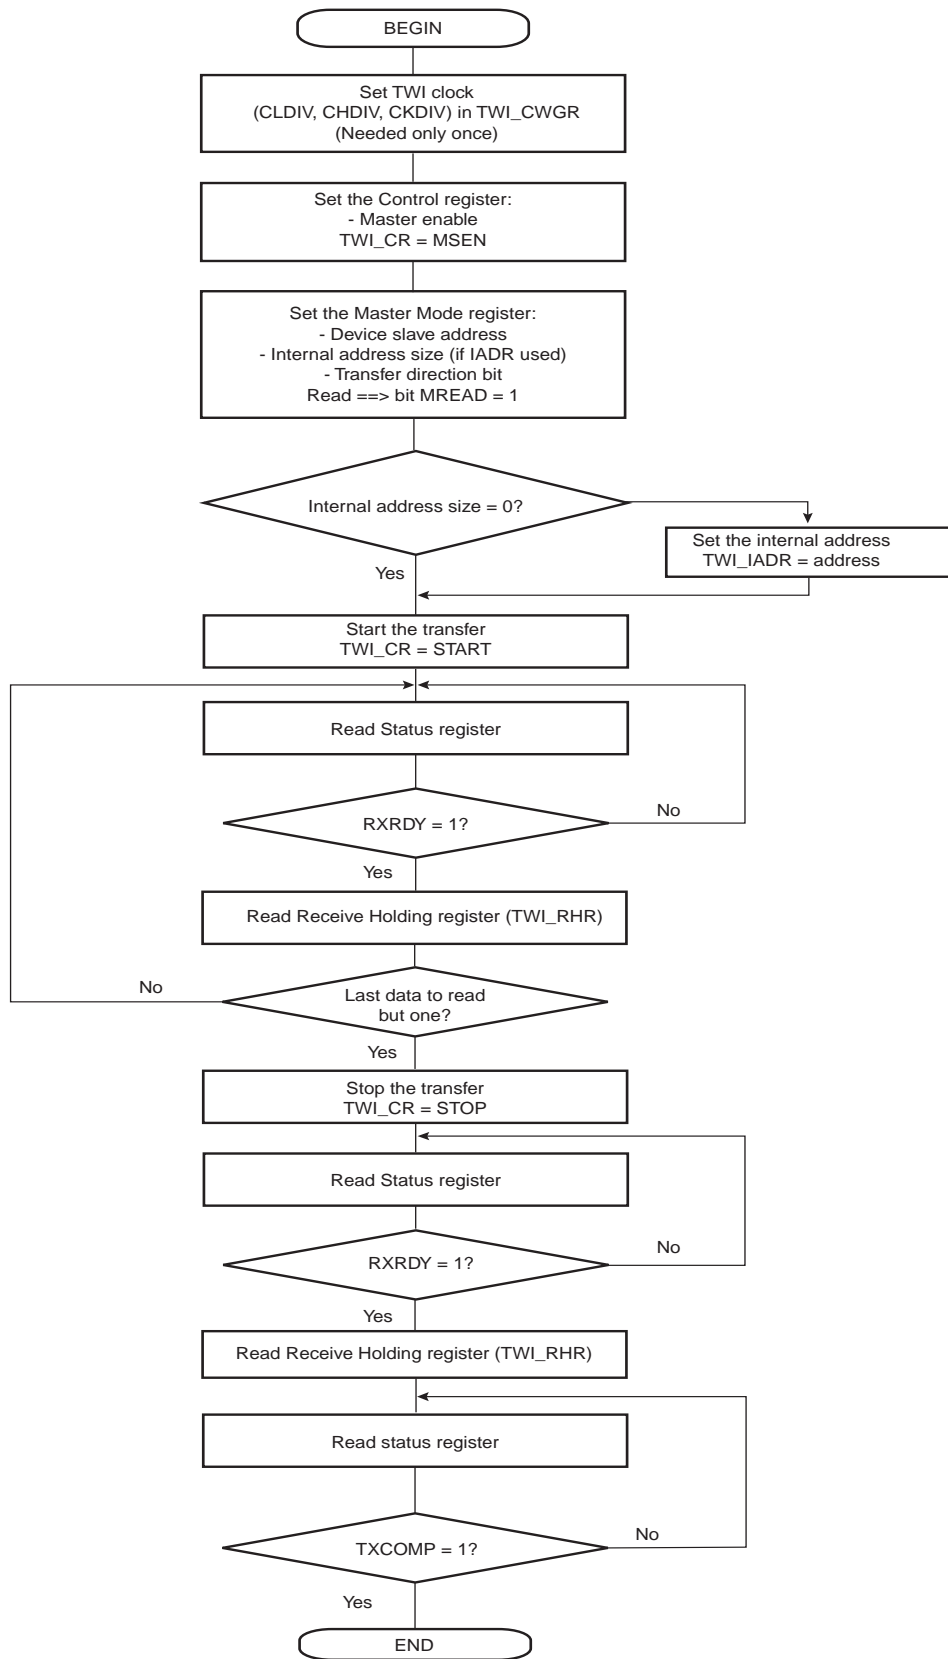 BEGIN
Set TWI clock
(CLDIV, CHDIV, CKDIV) in TWI_CWGR
(Needed only once)
Set the Control register:
- Master enable
TWI_CR = MSEN
Set the Master Mode register:
- Device slave address
- Internal address size (if IADR used)
- Transfer direction bit
Read ==> bit MREAD = 1
Internal address size = 0?
Set the internal address
TWI_IADR = address
Yes
Start the transfer
TWI_CR = START
Read Status register
RXRDY = 1?
No
Yes
Read Receive Holding register (TWI_RHR)
No
Last data to read
but one?
Yes
Stop the transfer
TWI_CR = STOP
Read Status register
No
RXRDY = 1?
Yes
Read Receive Holding register (TWI_RHR)
Read status register
No
TXCOMP = 1?
Yes
END